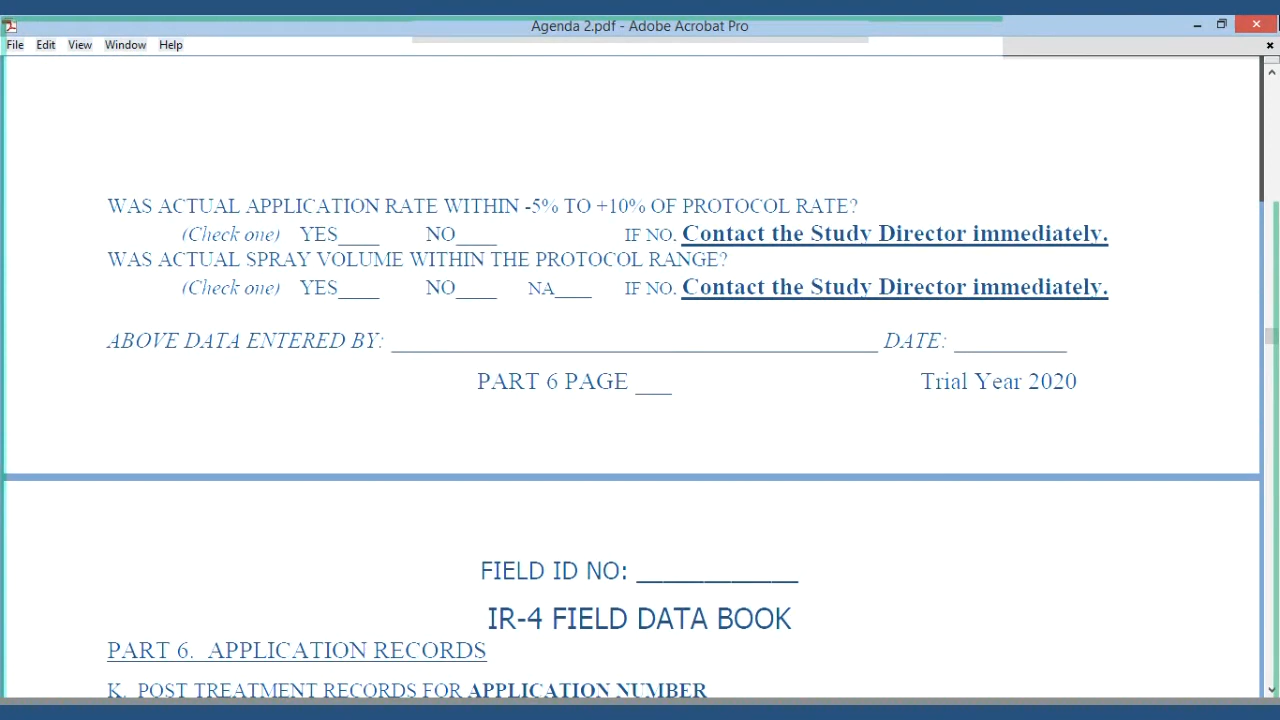 Agenda 2.pdf - Adobe Acrobat Pro
File Edit View Window Help
WAS ACTUAL APPLICATION RATE WITHIN -5% TO +10% OF PROTOCOL RATE?
(Check one) YES____ NO____ IF NO. Contact the Study Director immediately.
WAS ACTUAL SPRAY VOLUME WITHIN THE PROTOCOL RANGE?
(Check one) YES____ NO____ NA____ IF NO. Contact the Study Director immediately.
ABOVE DATA ENTERED BY: ____________________ DATE: __________
PART 6 PAGE ___ Trial Year 2020
FIELD ID NO: _____________
IR-4 FIELD DATA BOOK
PART 6. APPLICATION RECORDS
K. POST TREATMENT RECORDS FOR APPLICATION NUMBER